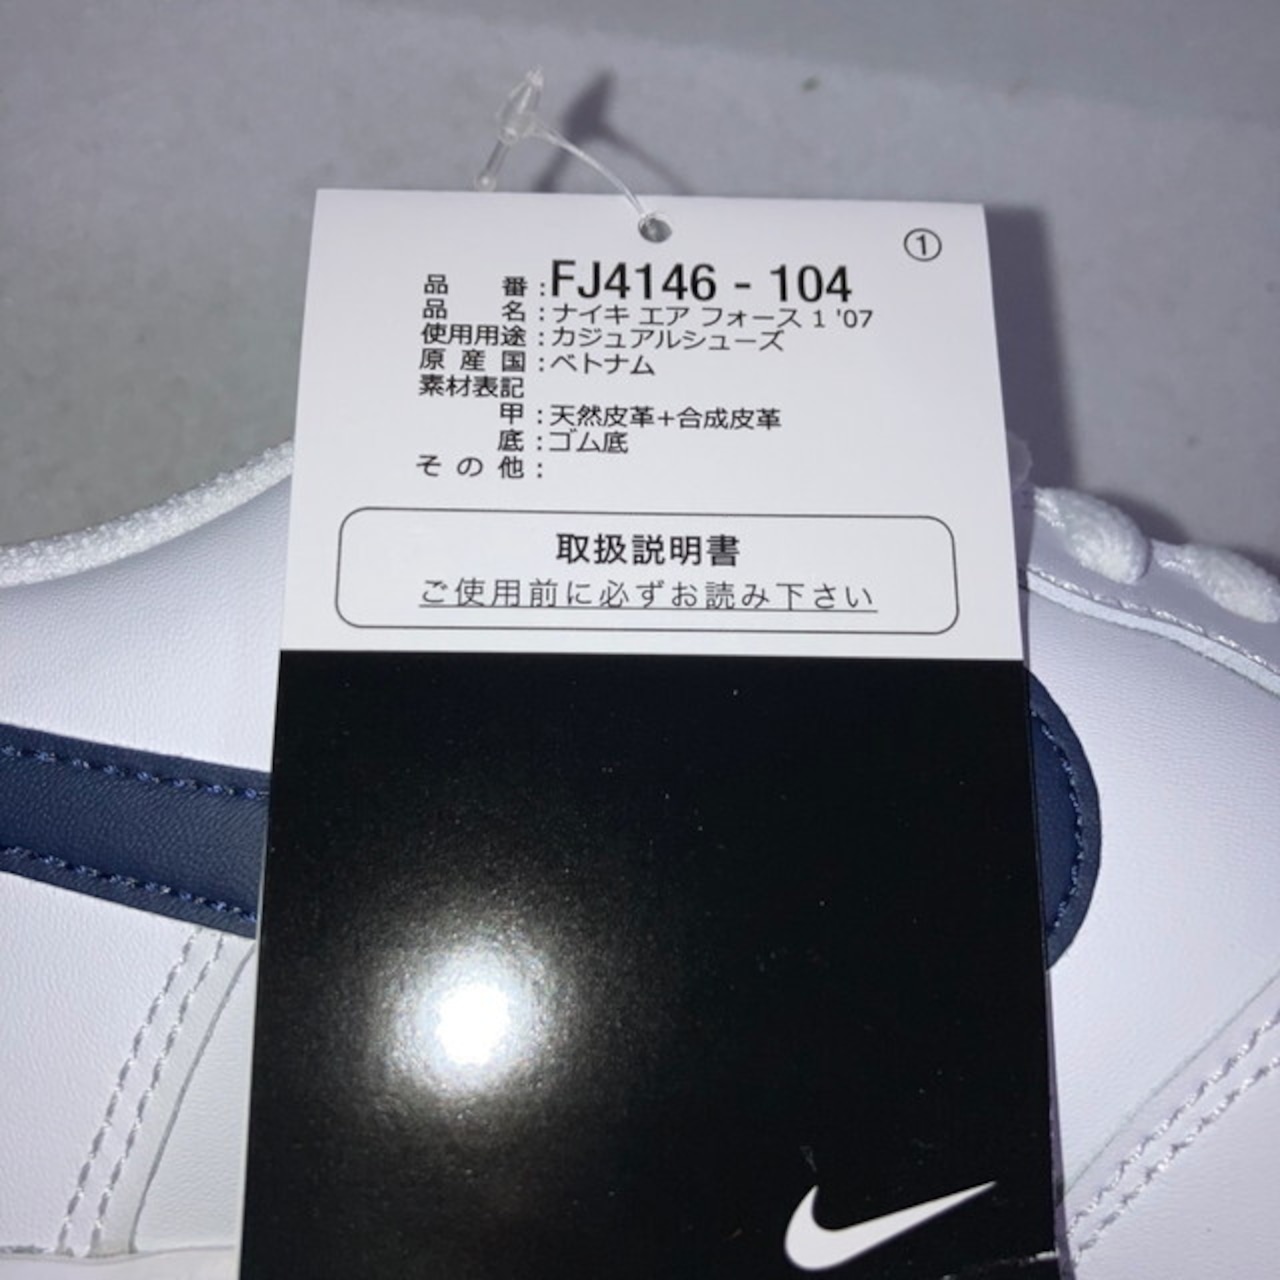 ①
品番:FJ4146 - 104
品名:ナイキ エア フォース 1 '07
使用用途:カジュアルシューズ
原産国:ベトナム
素材表記
甲:天然皮革+合成皮革
底:ゴム底
その他:
取扱説明書
ご使用前に必ずお読み下さい